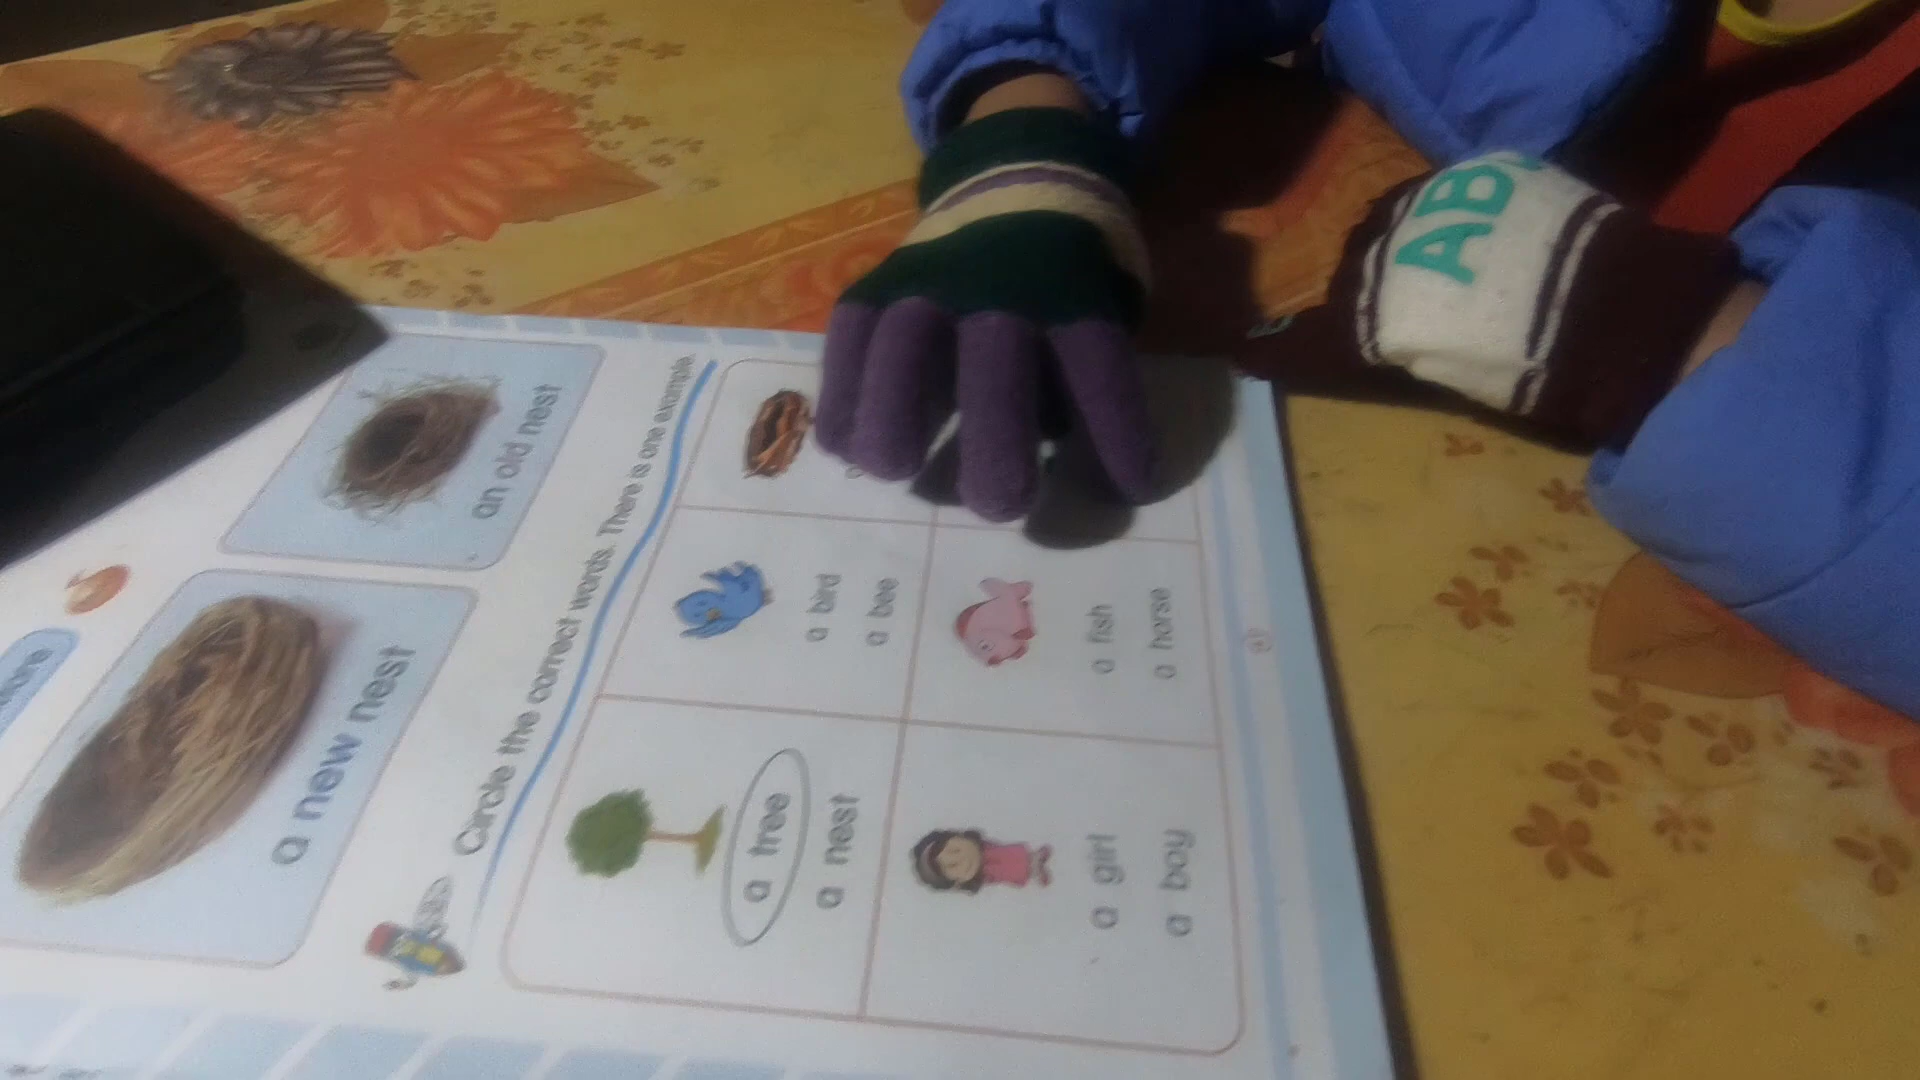 a new nest
an old nest
Circle the correct words. There is one example.
a tree
a nest
a bird
a bee
a girl
a boy
a fish
a horse
AB